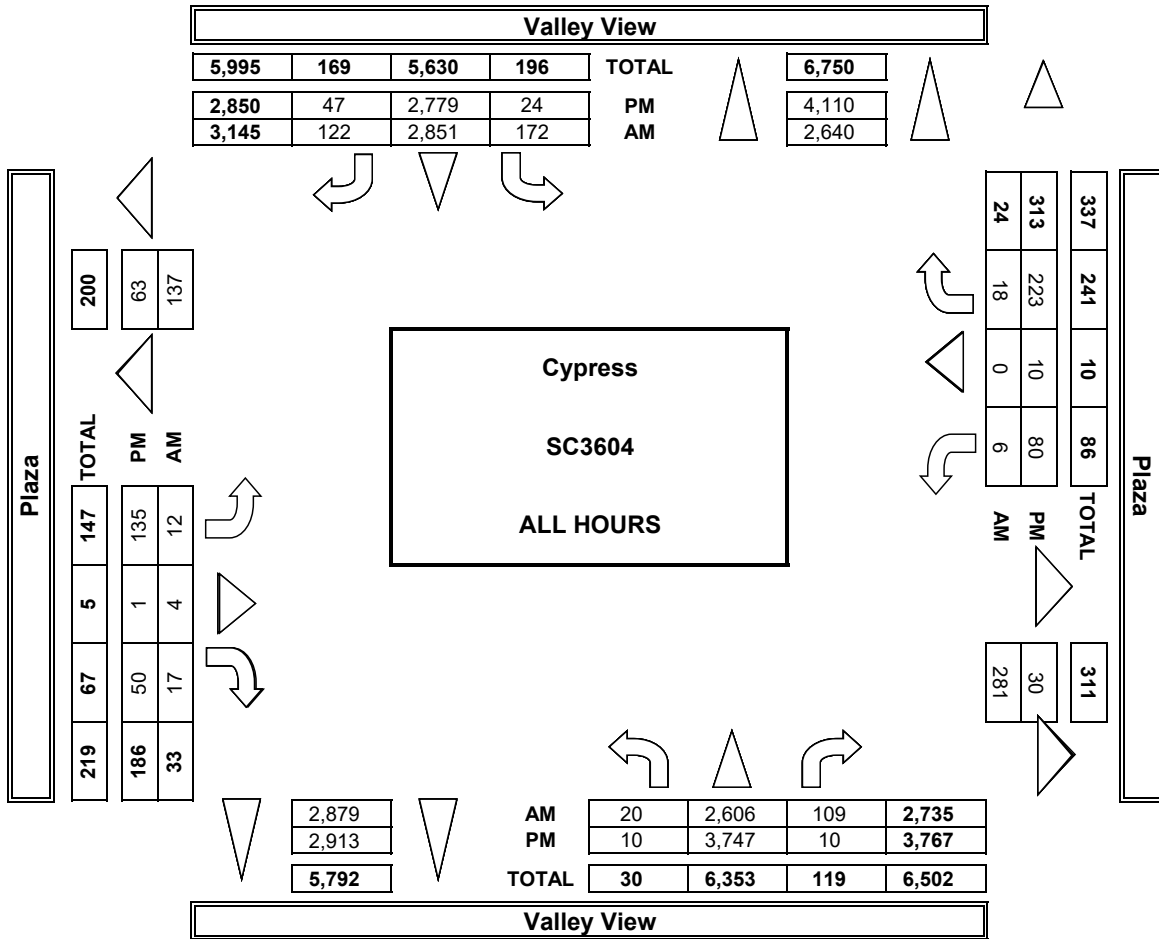 Valley View
5,995 169 5,630 196 TOTAL 6,750
2,850 47 2,779 24 PM 4,110
3,145 122 2,851 172 AM 2,640
Plaza
200
63
137
TOTAL
PM
AM
147 5 67 219
135 1 50 186
12 4 17 33
Cypress
SC3604
ALL HOURS
337 241 10 86 TOTAL
313 223 10 80 PM
24 18 0 6 AM
311
30
281
Plaza
2,879 AM 20 2,606 109 2,735
2,913 PM 10 3,747 10 3,767
5,792 TOTAL 30 6,353 119 6,502
Valley View